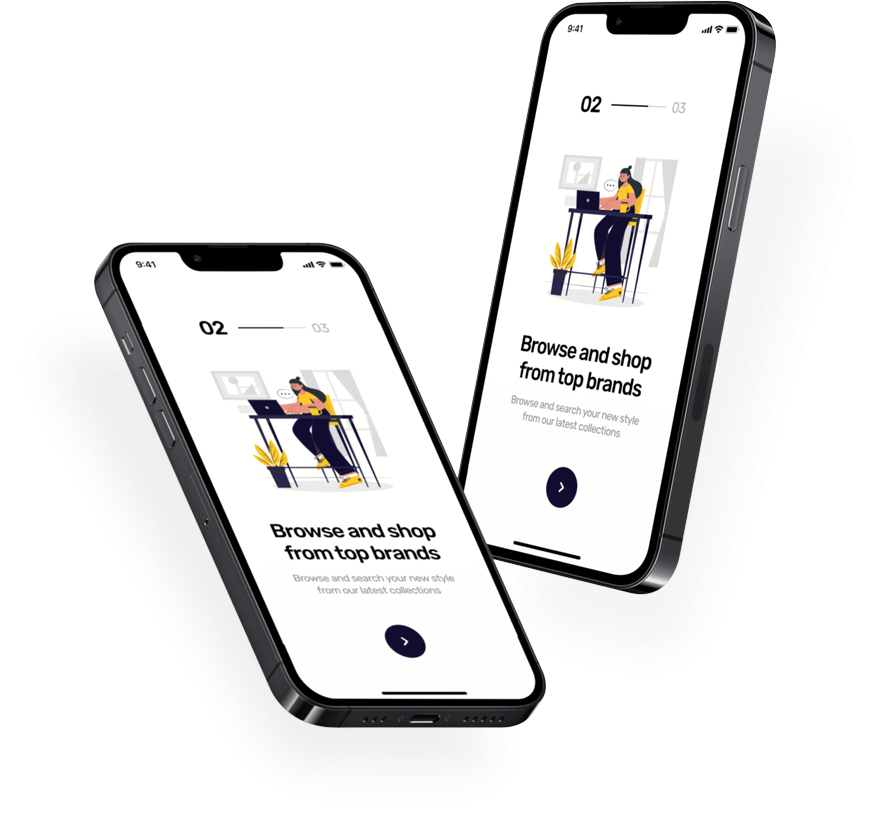 9:41
02 03
Browse and shop
from top brands
Browse and search your new style
from our latest collections
9:41
02 03
Browse and shop
from top brands
Browse and search your new style
from our latest collections